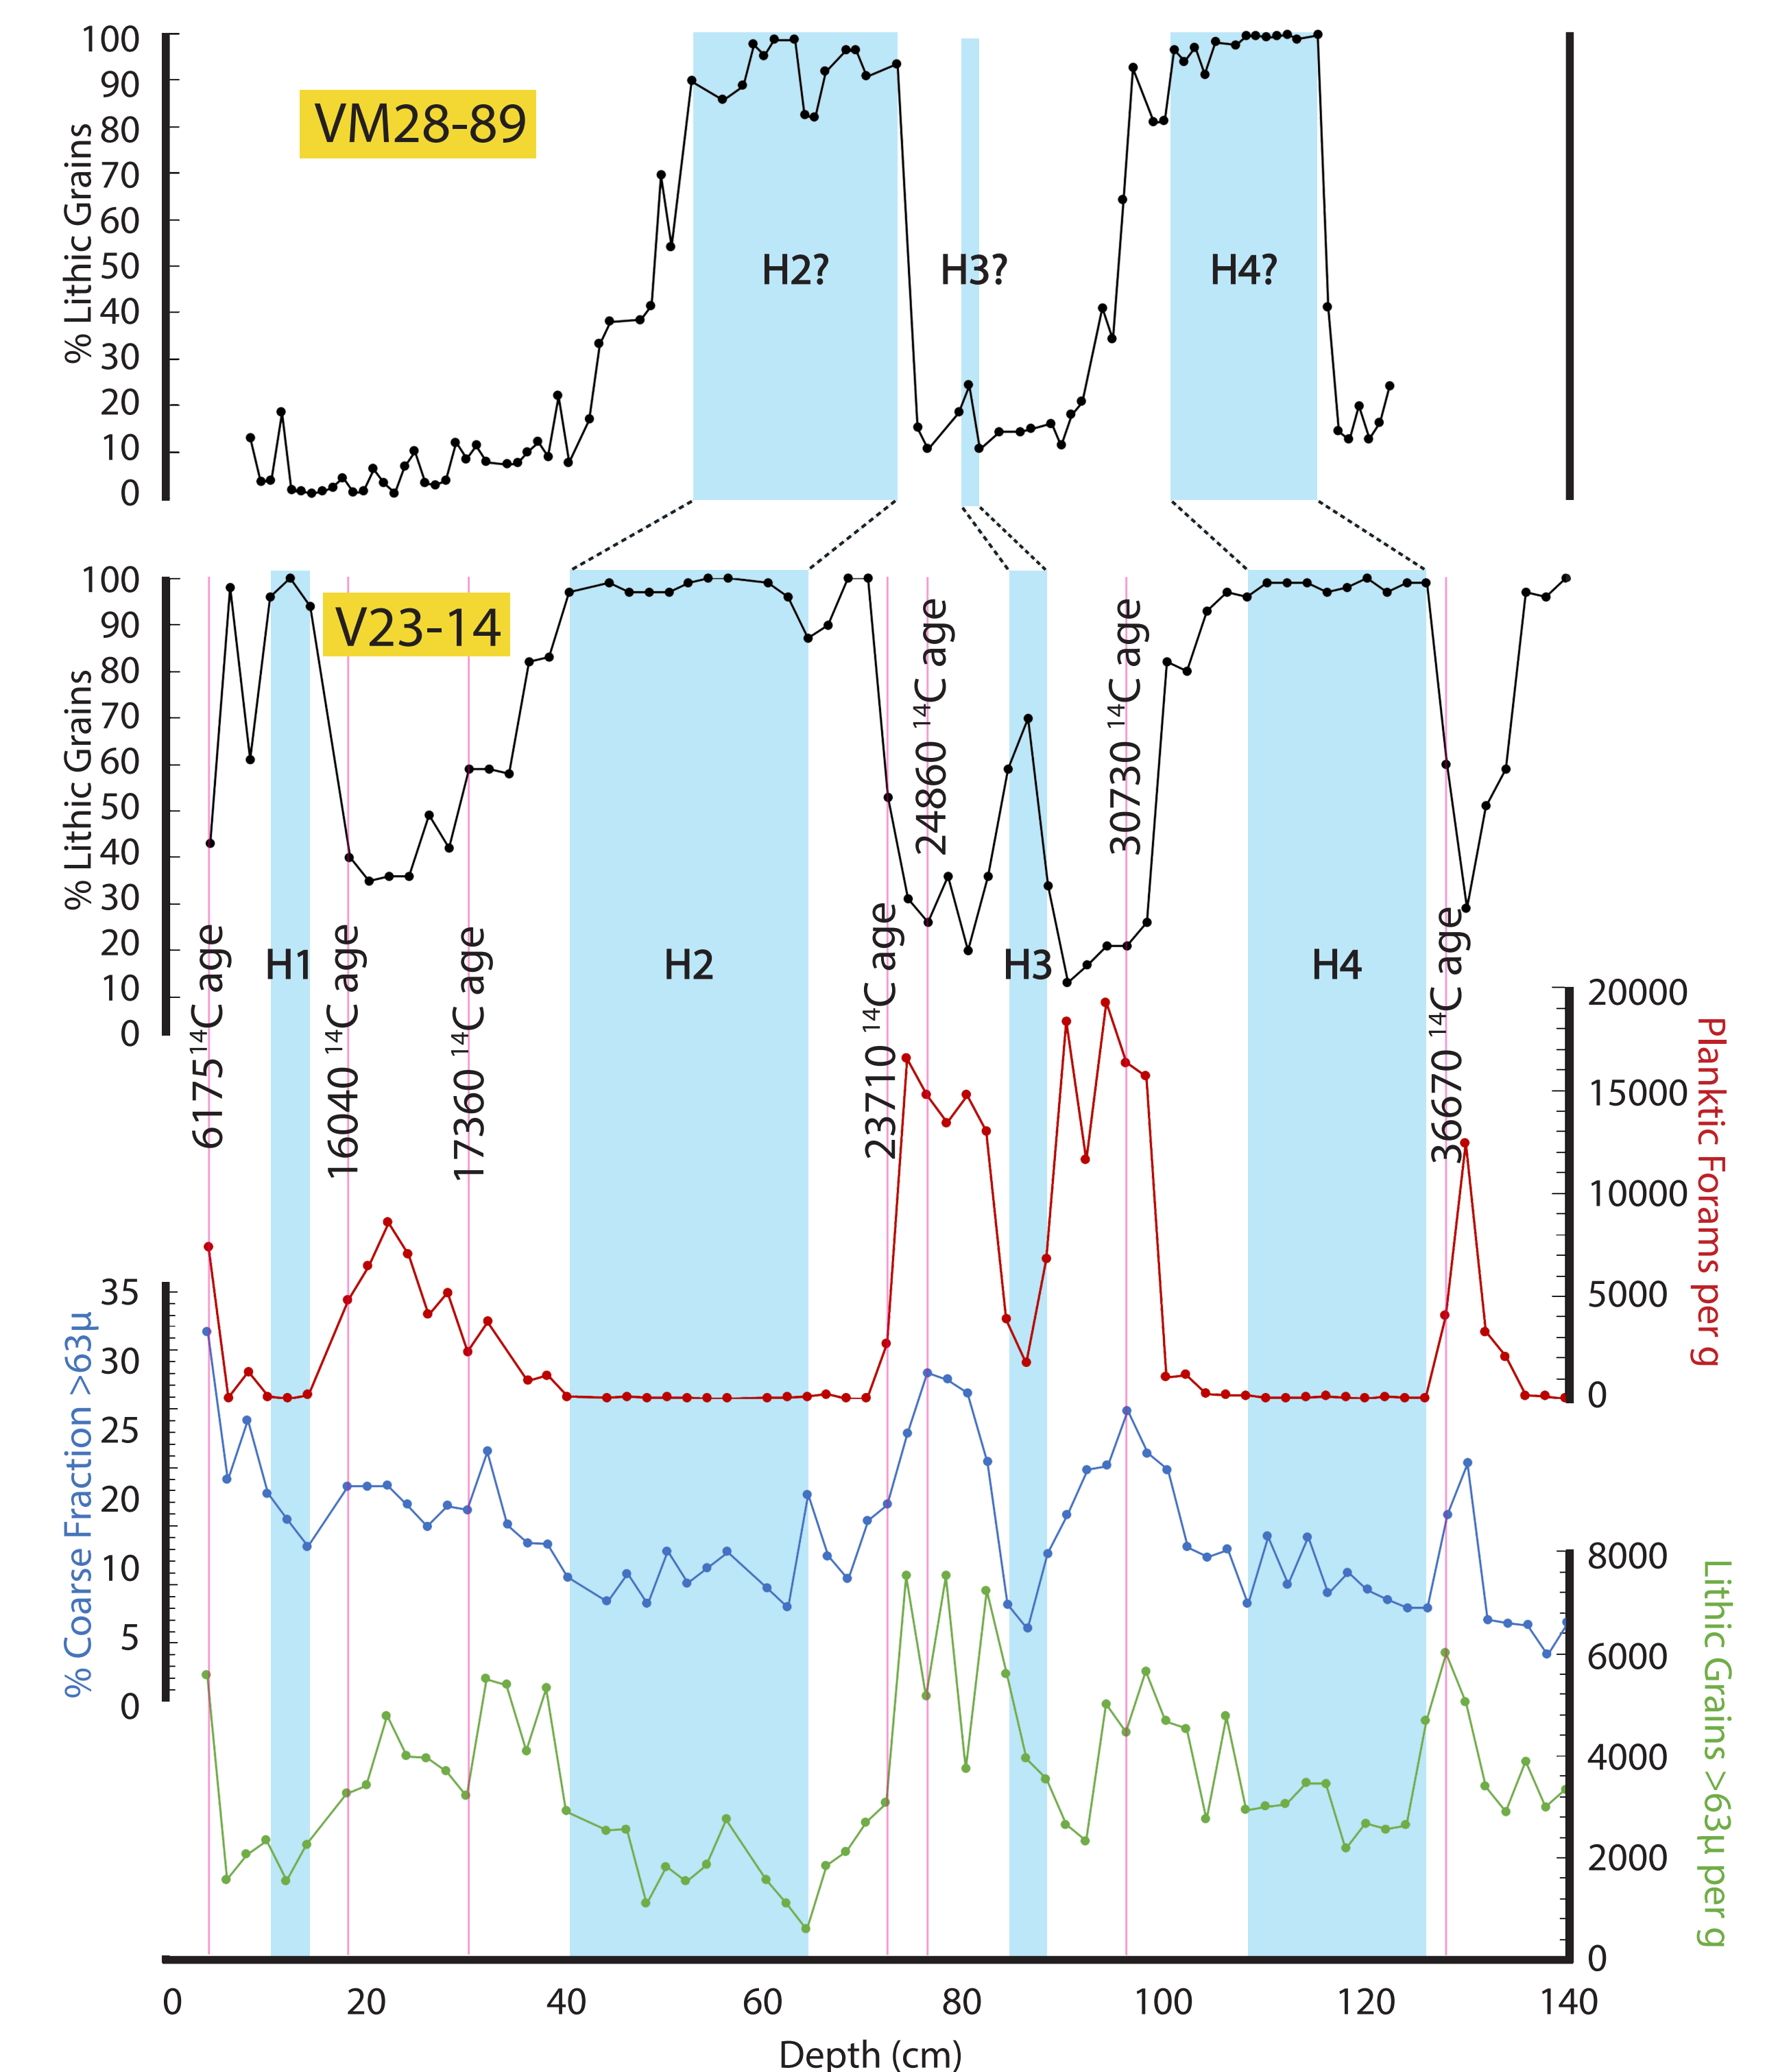 100
90
80
70
60
50
40
30
20
10
0
% Lithic Grains
VM28-89
H2?
H3?
H4?
100
90
80
70
60
50
40
30
20
10
0
% Lithic Grains
V23-14
H1
H2
H3
H4
6175 14C age
16040 14C age
17360 14C age
23710 14C age
24860 14C age
30730 14C age
36670 14C age
20000
15000
10000
5000
0
Planktic Forams per g
35
30
25
20
10
5
0
% Coarse Fraction >63µ
8000
6000
4000
2000
0
Lithic Grains >63µ per g
0 20 40 60 80 100 120 140
Depth (cm)